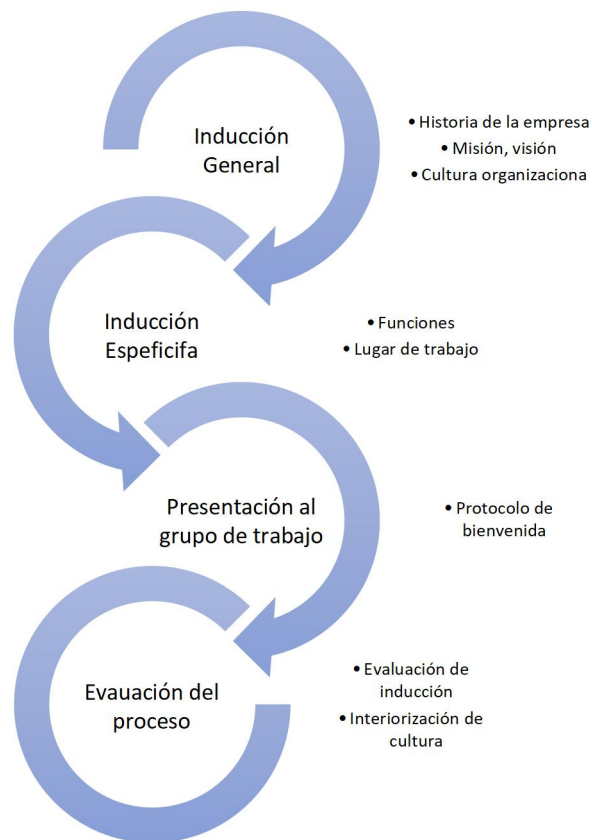 Inducción
General
• Historia de la empresa
• Misión, visión
• Cultura organizaciona
Inducción
Espeficifa
• Funciones
• Lugar de trabajo
Presentación al
grupo de trabajo
• Protocolo de
bienvenida
Evauación del
proceso
• Evaluación de
inducción
• Interiorización de
cultura